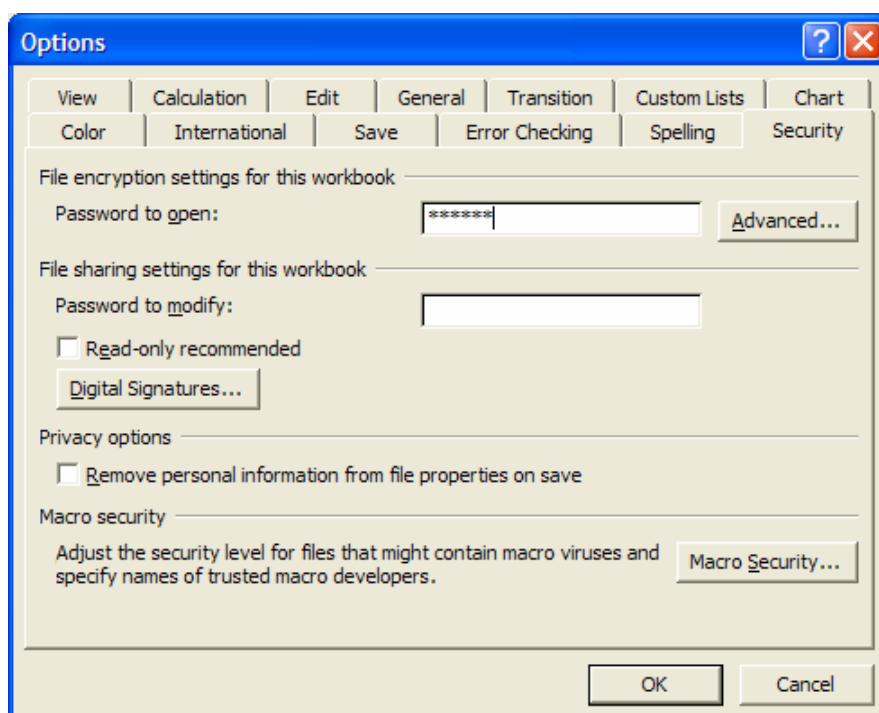 Options
View Calculation Edit General Transition Custom Lists Chart
Color International Save Error Checking Spelling Security
File encryption settings for this workbook
Password to open: ****** Advanced...
File sharing settings for this workbook
Password to modify:
Read-only recommended
Digital Signatures...
Privacy options
Remove personal information from file properties on save
Macro security
Adjust the security level for files that might contain macro viruses and
specify names of trusted macro developers.
Macro Security...
OK Cancel